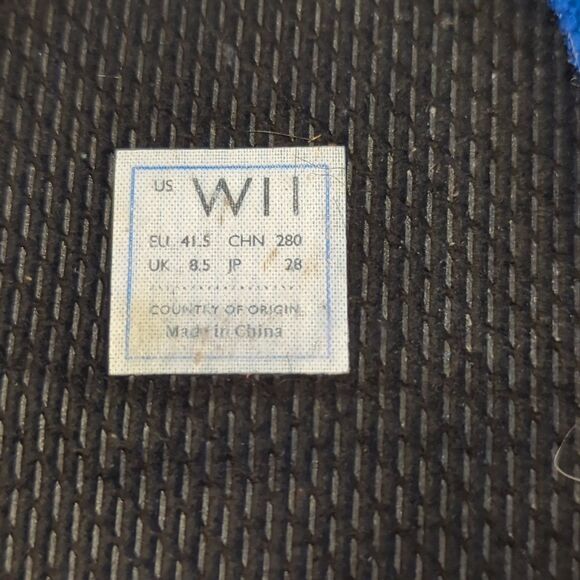 US W11
EU 41.5 CHN 280
UK 8.5 JP 28
COUNTRY OF ORIGIN
Made in China